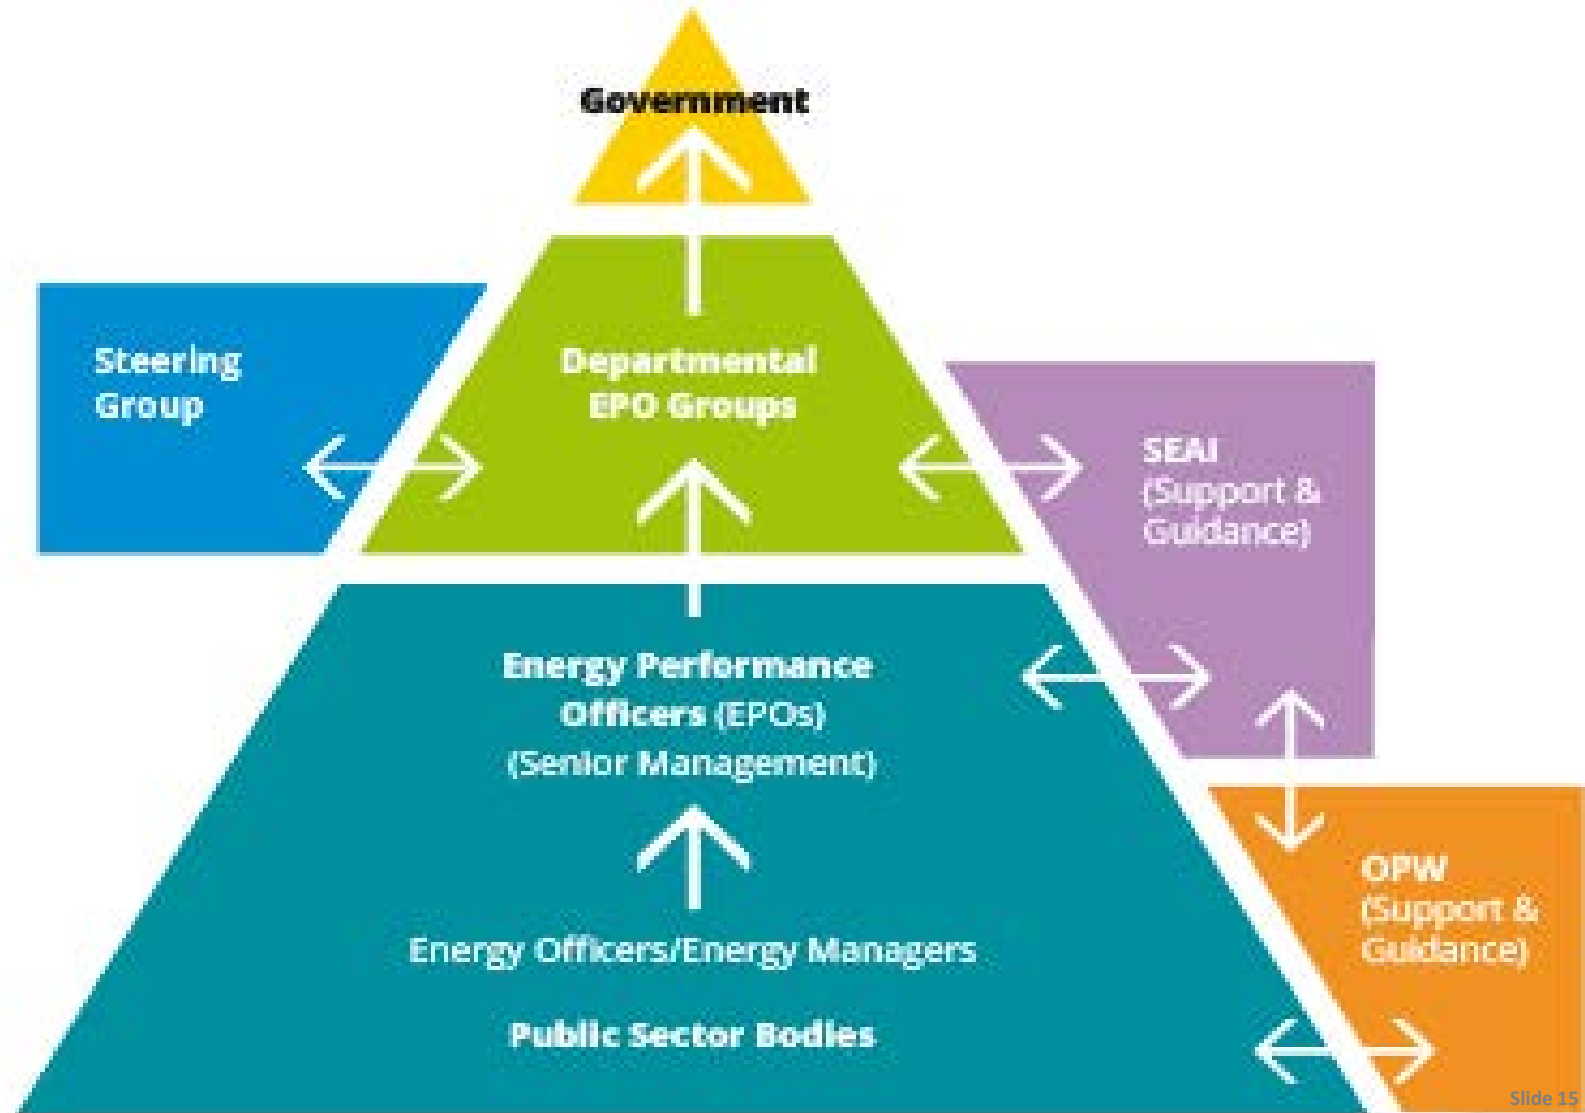 Government
Steering
Group
Departmental
EPO Groups
SEAI
(Support &
Guidance)
Energy Performance
Officers (EPOs)
(Senior Management)
OPW
(Support &
Guidance)
Energy Officers/Energy Managers
Public Sector Bodies
Slide 15